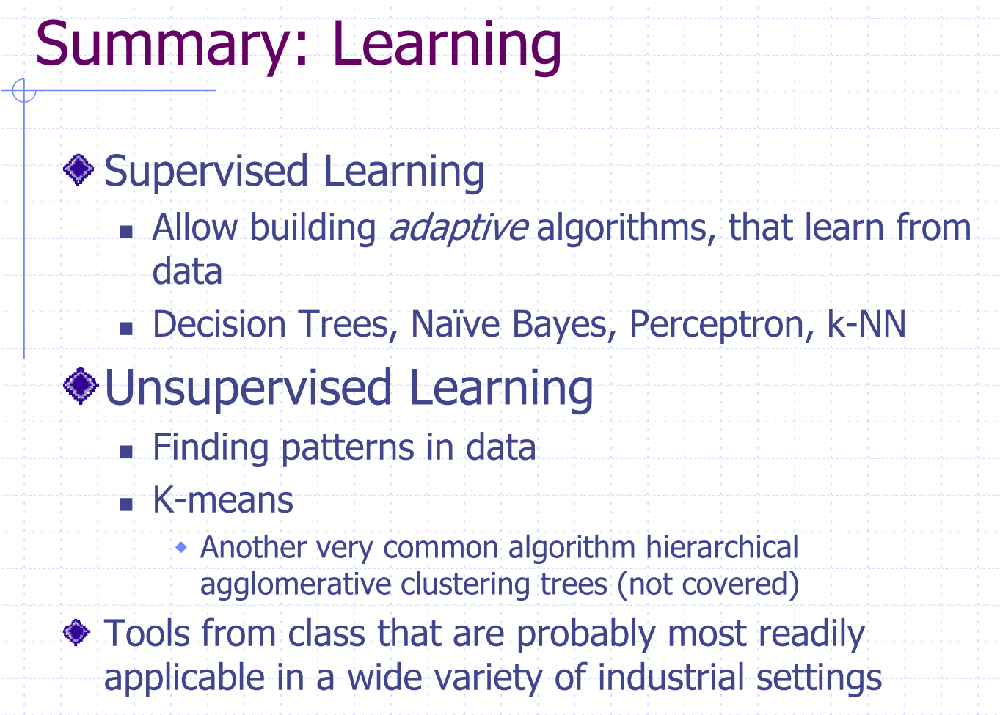 Summary: Learning
Supervised Learning
Allow building adaptive algorithms, that learn from
data
Decision Trees, Naïve Bayes, Perceptron, k-NN
Unsupervised Learning
Finding patterns in data
K-means
Another very common algorithm hierarchical
agglomerative clustering trees (not covered)
Tools from class that are probably most readily
applicable in a wide variety of industrial settings